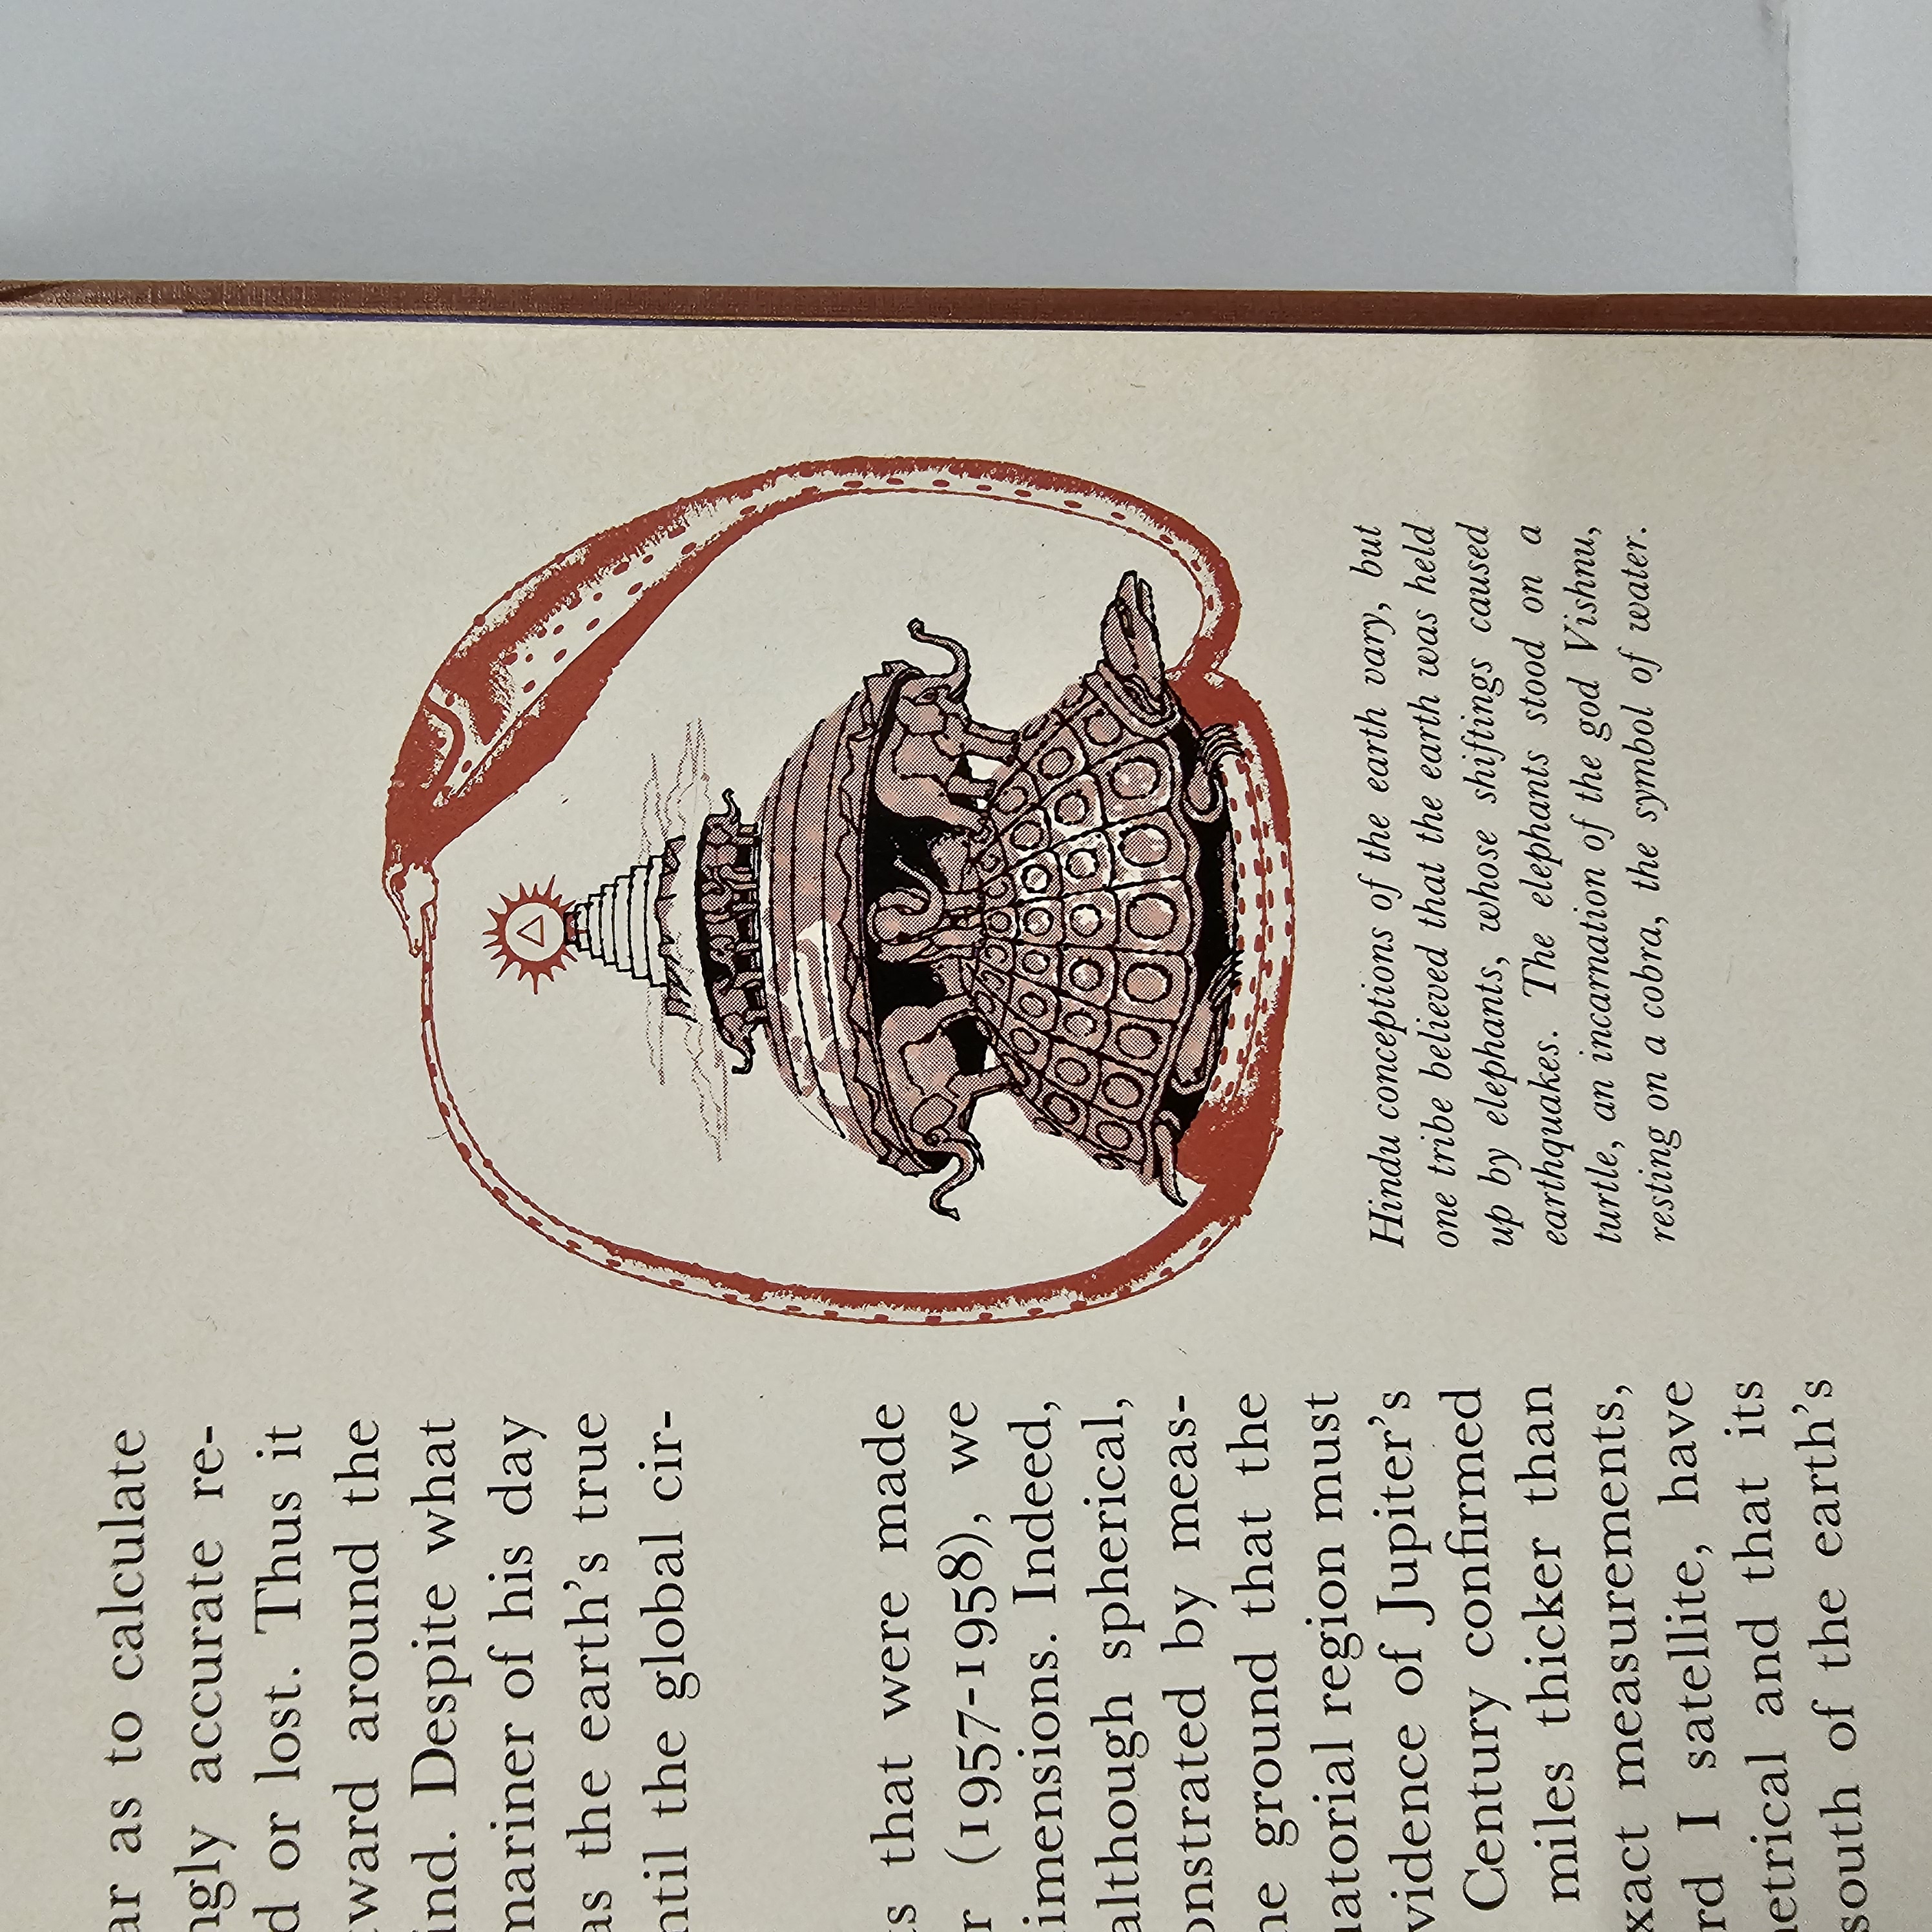 ar as to calculate
ngly accurate re-
d or lost. Thus it
tward around the
ind. Despite what
mariner of his day
as the earth's true
ntil the global cir-
ts that were made
r (1957-1958), we
limensions. Indeed,
although spherical,
onstrated by meas-
he ground that the
uatorial region must
vidence of Jupiter's
Century confirmed
miles thicker than
xact measurements,
rd I satellite, have
netrical and that its
south of the earth's
Hindu conceptions of the earth vary, but
one tribe believed that the earth was held
up by elephants, whose shiftings caused
earthquakes. The elephants stood on a
turtle, an incarnation of the god Vishnu,
resting on a cobra, the symbol of water.